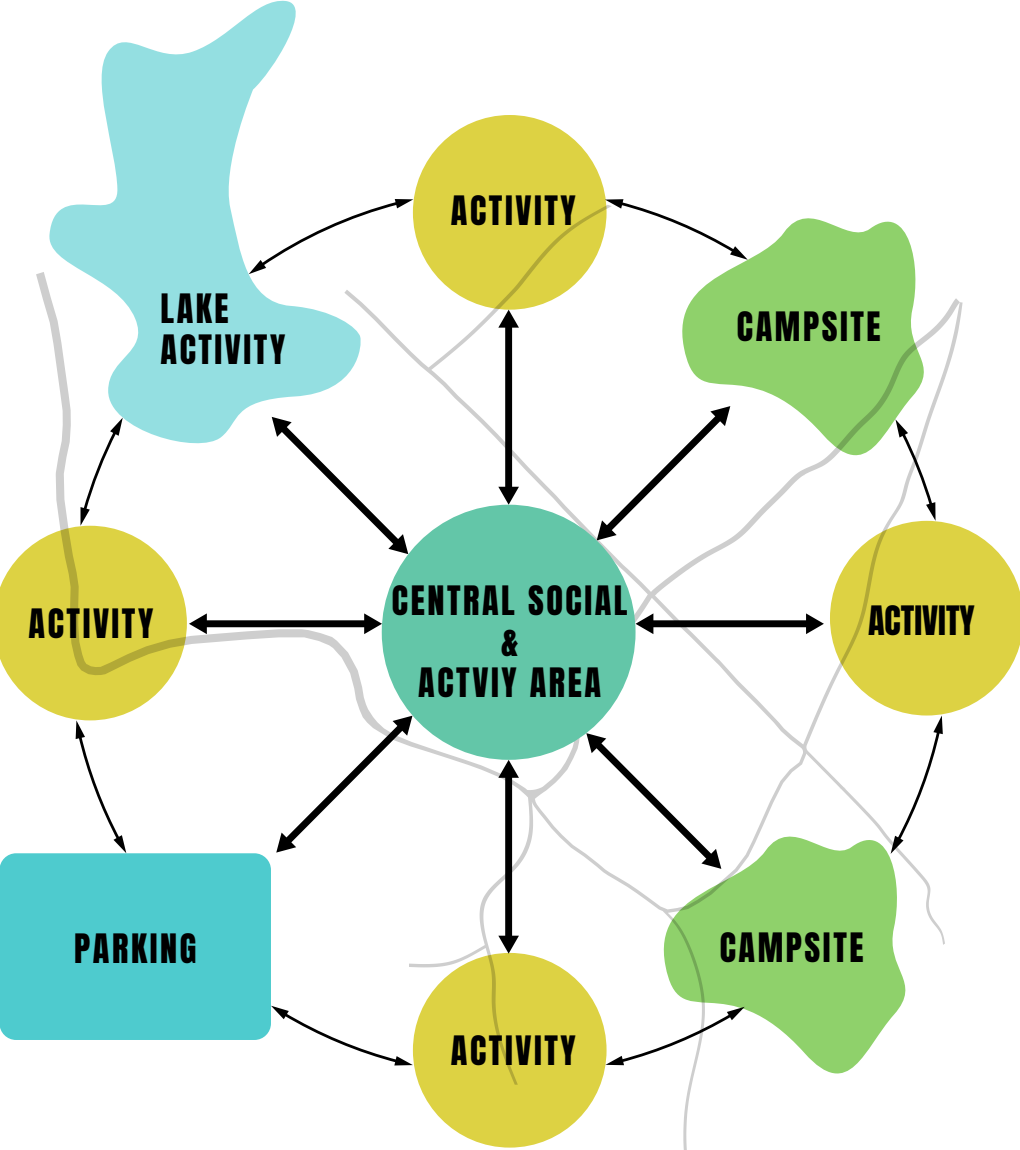 ACTIVITY
LAKE
ACTIVITY
CAMPSITE
ACTIVITY
CENTRAL SOCIAL
&
ACTVIY AREA
ACTIVITY
PARKING
CAMPSITE
ACTIVITY